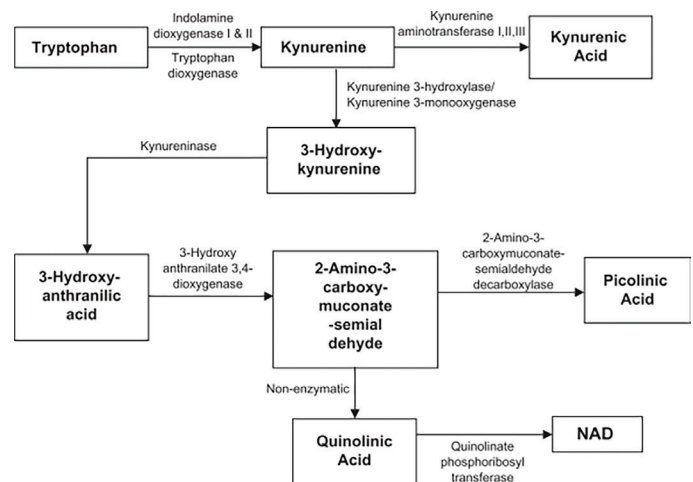 Tryptophan
Indolamine
dioxygenase I & II
Tryptophan
dioxygenase
Kynurenine
Kynurenine
aminotransferase I,II,III
Kynurenic
Acid
Kynurenine 3-hydroxylase/
Kynurenine 3-monooxygenase
3-Hydroxy-
kynurenine
Kynureninase
3-Hydroxy-
anthranilic
acid
3-Hydroxy
anthranilate 3,4-
dioxygenase
2-Amino-3-
carboxy-
muconate
-semial
dehyde
2-Amino-3-
carboxymuconate-
semialdehyde
decarboxylase
Picolinic
Acid
Non-enzymatic
Quinolinic
Acid
Quinolinate
phosphoribosyl
transferase
NAD